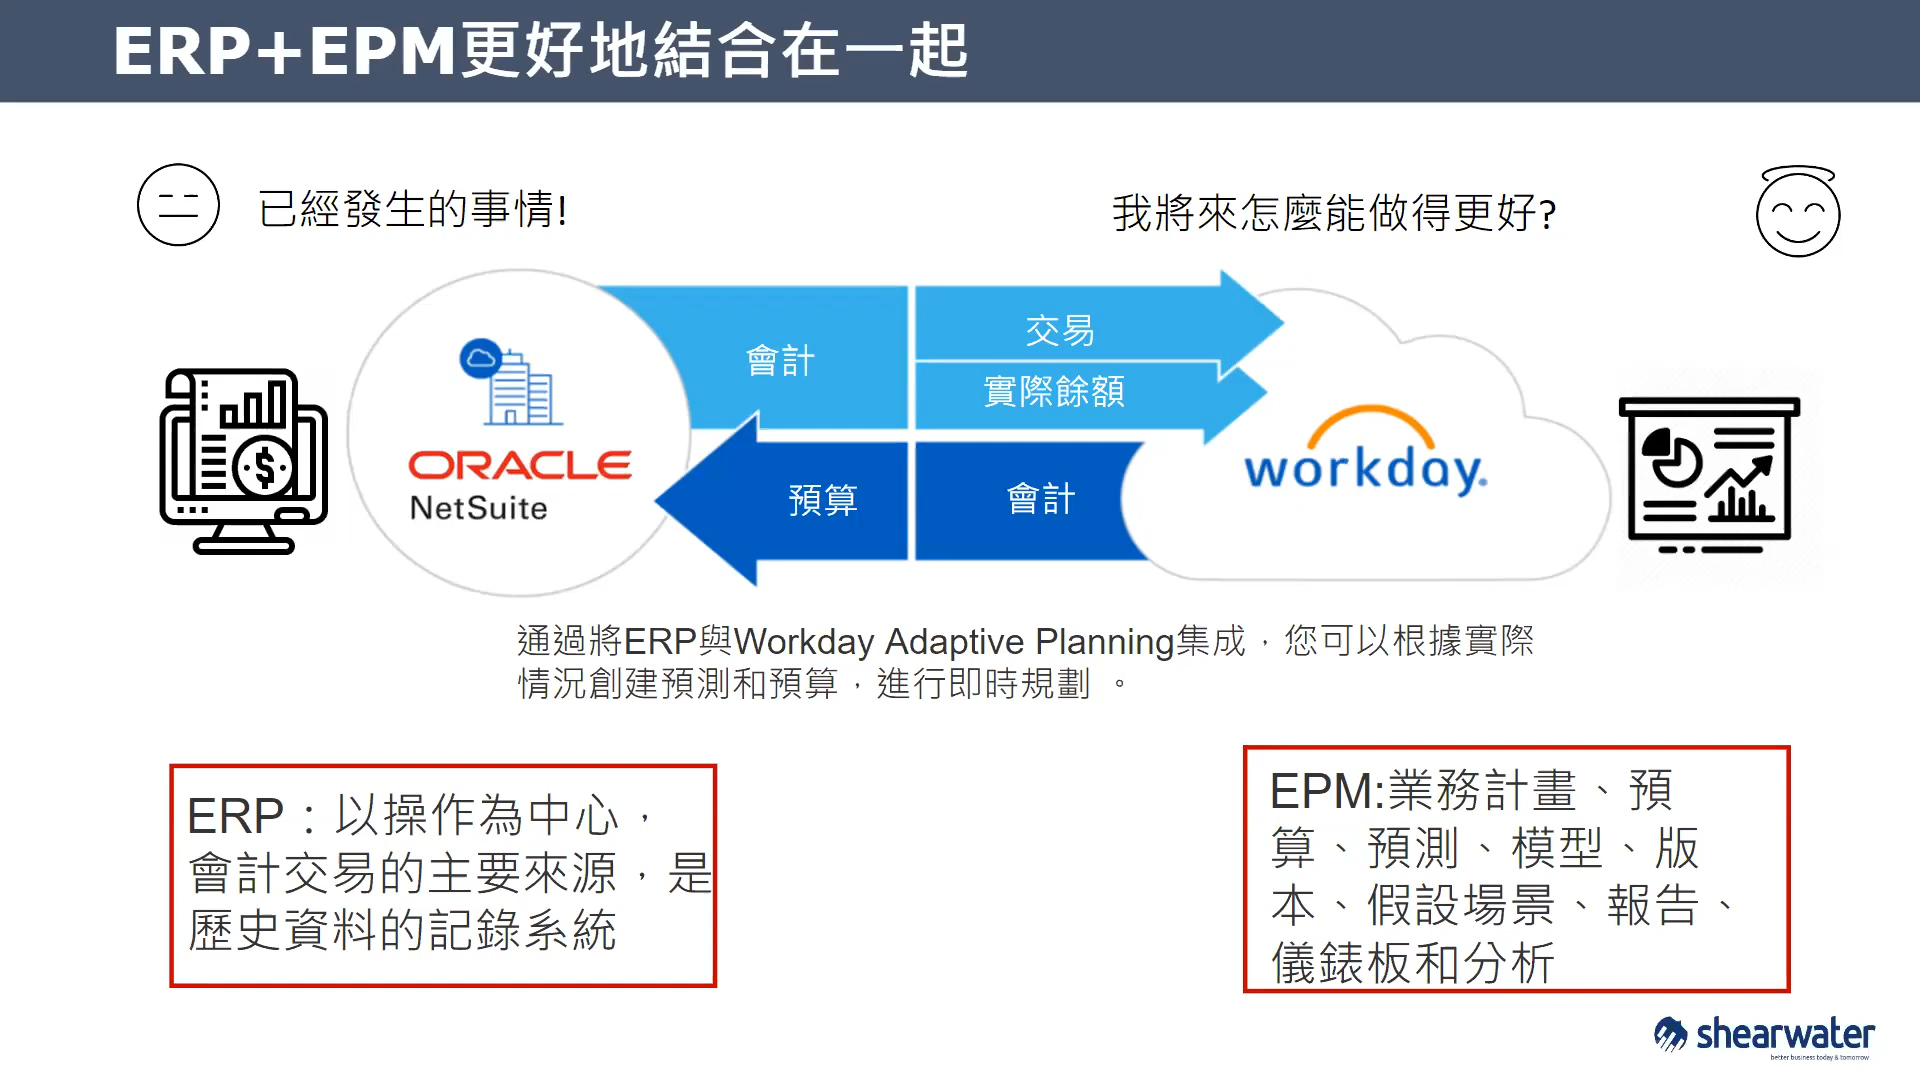 ERP+EPM更好地結合在一起
已經發生的事情!
我將來怎麼能做得更好?
會計
交易
實際餘額
ORACLE
NetSuite
workday.
預算
會計
通過將ERP與Workday Adaptive Planning集成，您可以根據實際
情況創建預測和預算，進行即時規劃 。
ERP：以操作為中心，
會計交易的主要來源，是
歷史資料的記錄系統
EPM:業務計畫、預
算、預測、模型、版
本、假設場景、報告、
儀錶板和分析
shearwater
better business today & tomorrow